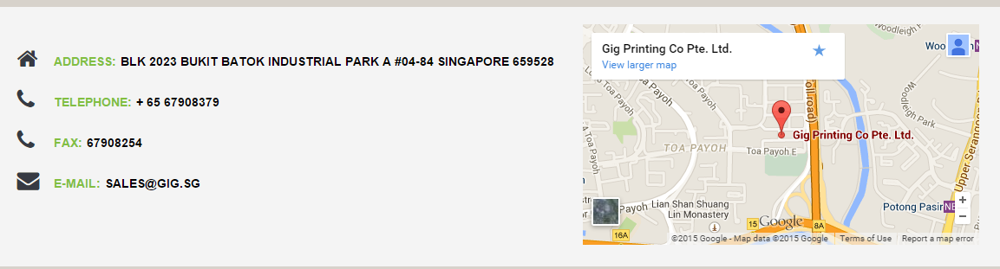 ADDRESS: BLK 2023 BUKIT BATOK INDUSTRIAL PARK A #04-84 SINGAPORE 659528
TELEPHONE: + 65 67908379
FAX: 67908254
E-MAIL: SALES@GIG.SG
Gig Printing Co Pte. Ltd.
View larger map
Woodleigh
Woo
Toa Payoh
Toa Payoh
Woodleigh Park
oll road)
Gig Printing Co Pte. Ltd.
TOA PAYOH
Toa Payoh E
4 & Toa Payoh
Upper Serangoon
Potong Pasir NE
Payoh
Lian Shan Shuang
Lin Monastery
15
Google
8A
16A
+
−
©2015 Google - Map data ©2015 Google
Terms of Use
Report a map error